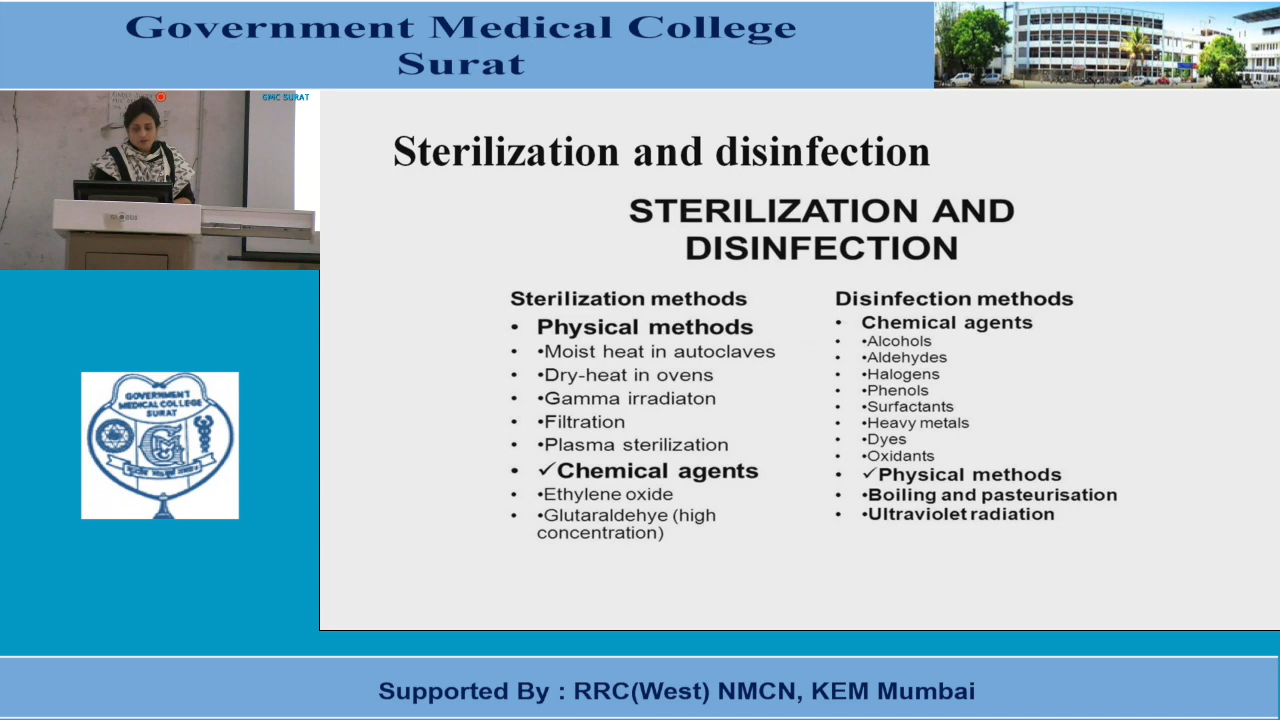 Government Medical College
Surat
GMC SURAT
GLOBUS
GOVERNMENT
MEDICAL COLLEGE
SURAT
Sterilization and disinfection
STERILIZATION AND
DISINFECTION
Sterilization methods
• Physical methods
• •Moist heat in autoclaves
• •Dry-heat in ovens
• •Gamma irradiaton
• •Filtration
• •Plasma sterilization
• ✓Chemical agents
• •Ethylene oxide
• •Glutaraldehye (high
concentration)
Disinfection methods
• Chemical agents
• •Alcohols
• •Aldehydes
• •Halogens
• •Phenols
• •Surfactants
• •Heavy metals
• •Dyes
• •Oxidants
• ✓Physical methods
• •Boiling and pasteurisation
• •Ultraviolet radiation
Supported By : RRC(West) NMCN, KEM Mumbai